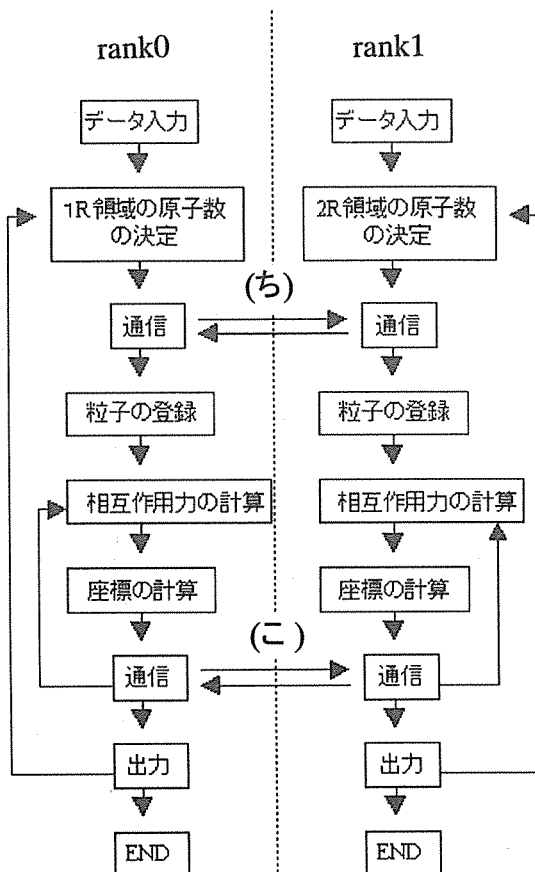 rank0
rank1
データ入力
データ入力
1R領域の原子数
の決定
2R領域の原子数
の決定
(ち)
通信
通信
粒子の登録
粒子の登録
相互作用力の計算
相互作用力の計算
座標の計算
座標の計算
(こ)
通信
通信
出力
出力
END
END